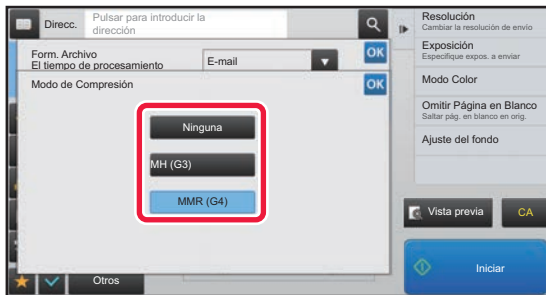 Direcc.
Pulsar para introducir la
dirección
Form. Archivo
El tiempo de procesamiento
E-mail
OK
Modo de Compresión
OK
Ninguna
MH (G3)
MMR (G4)
Otros
Resolución
Cambiar la resolución de envío
Exposición
Especifique expos. a enviar
Modo Color
Omitir Página en Blanco
Saltar pág. en blanco en orig.
Ajuste del fondo
Vista previa
CA
Iniciar